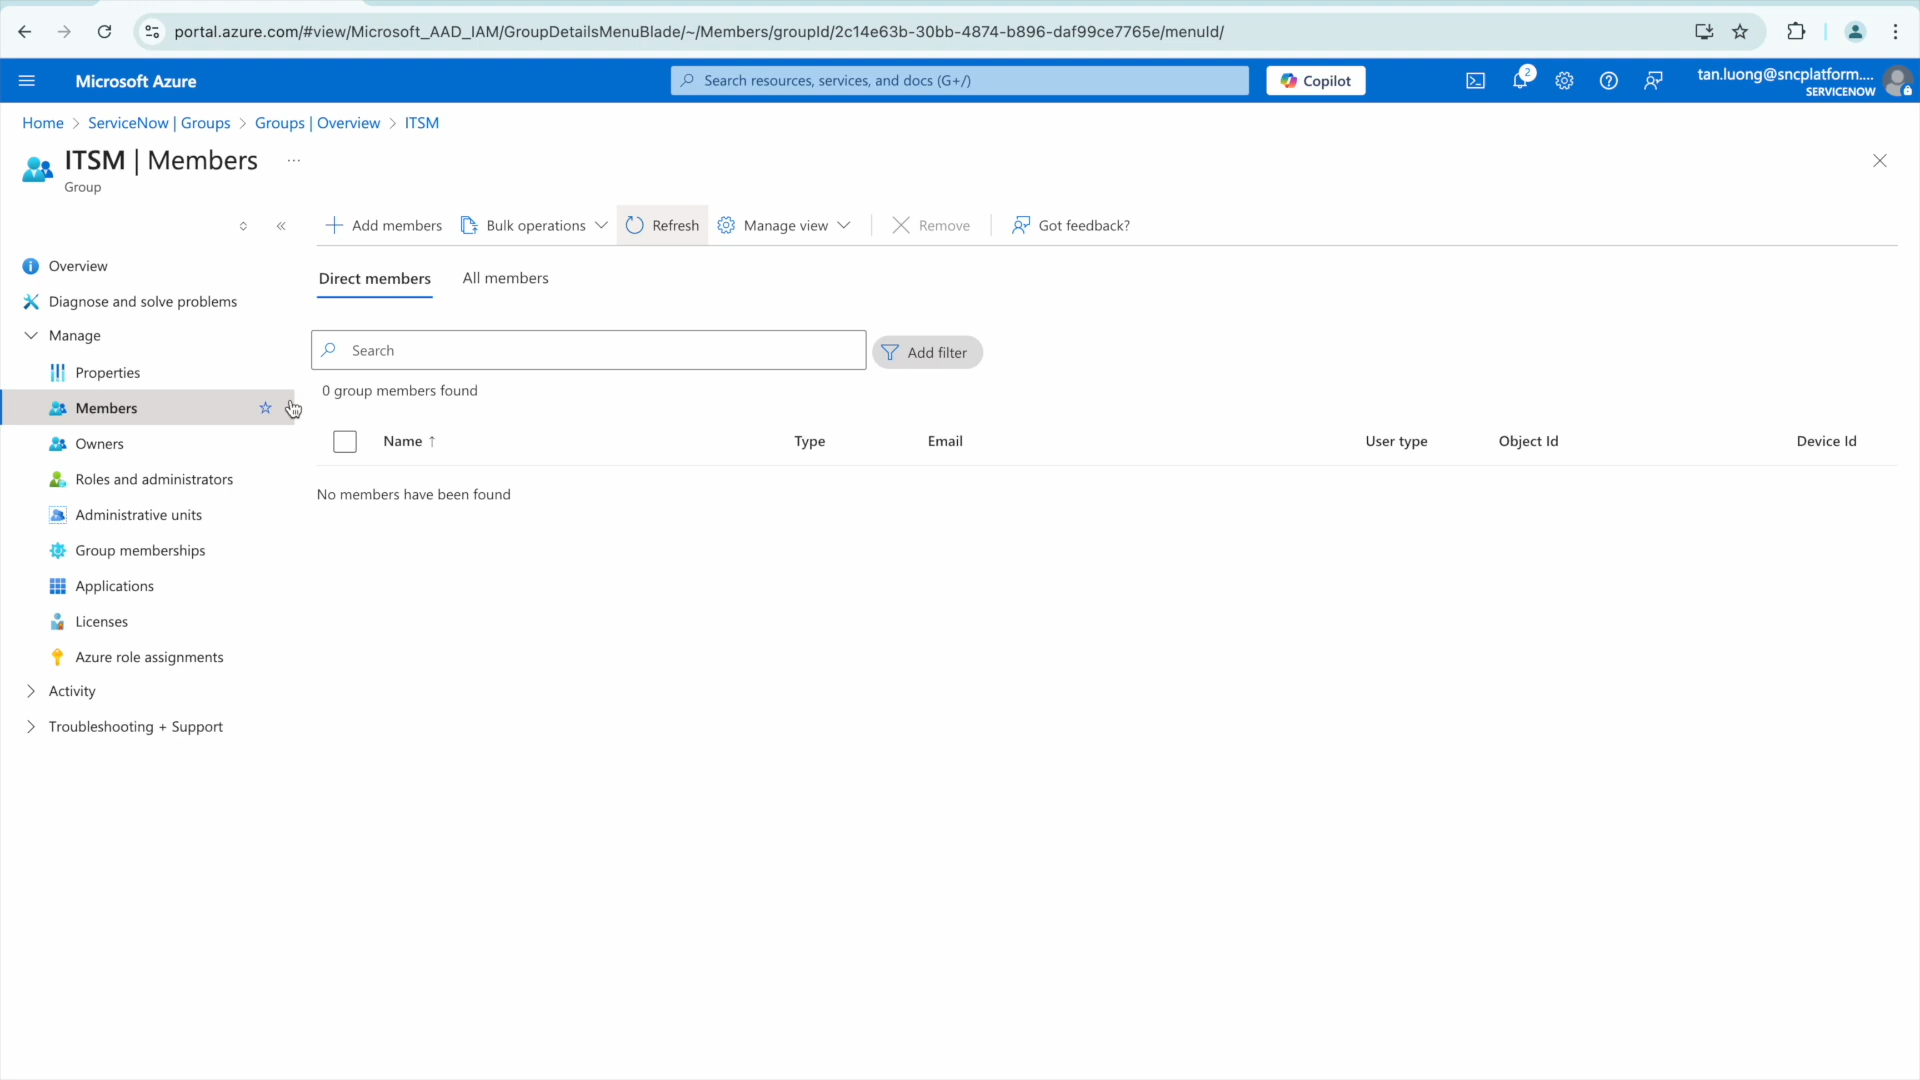 portal.azure.com/#view/Microsoft_AAD_IAM/GroupDetailsMenuBlade/~/Members/groupId/2c14e63b-30bb-4874-b896-daf99ce7765e/menuId/
Microsoft Azure
Search resources, services, and docs (G+/)
Copilot
2
tan.luong@sncplatform....
SERVICENOW
Home > ServiceNow | Groups > Groups | Overview > ITSM
ITSM | Members ...
Group
Add members
Bulk operations
Refresh
Manage view
Remove
Got feedback?
Overview
Diagnose and solve problems
Manage
Properties
Members
Owners
Roles and administrators
Administrative units
Group memberships
Applications
Licenses
Azure role assignments
Activity
Troubleshooting + Support
Direct members
All members
Search
Add filter
0 group members found
Name ↑ Type Email User type Object Id Device Id
No members have been found